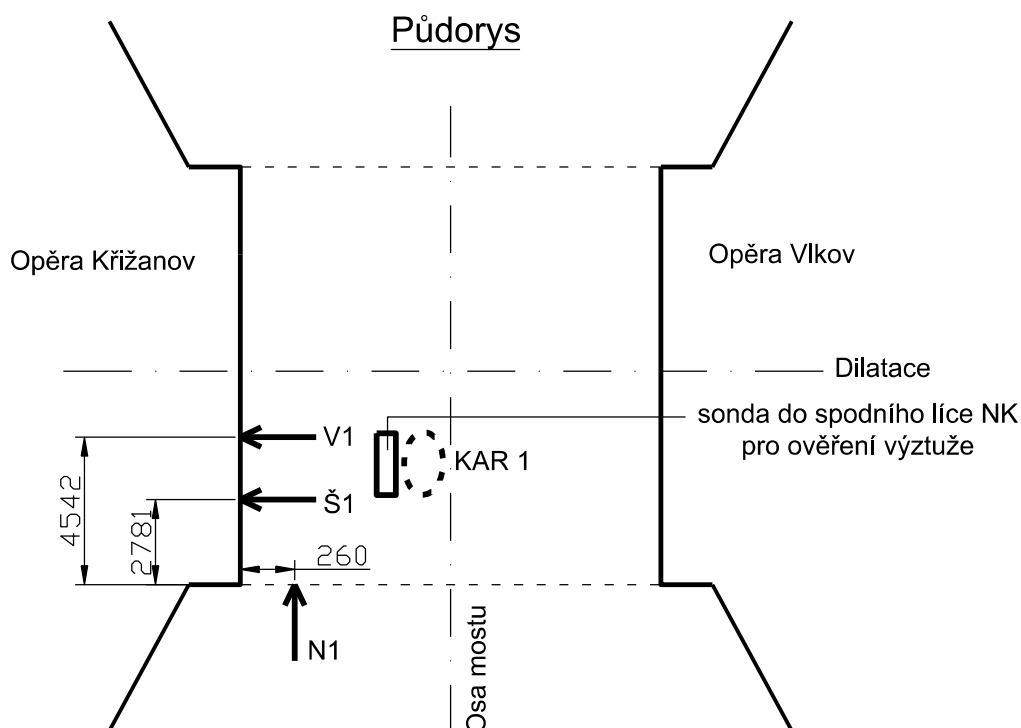 Půdorys
Opěra Křižanov
Opěra Vlkov
Dilatace
sonda do spodního líce NK
pro ověření výztuže
V1
KAR 1
Š1
4542
2781
260
N1
Osa mostu